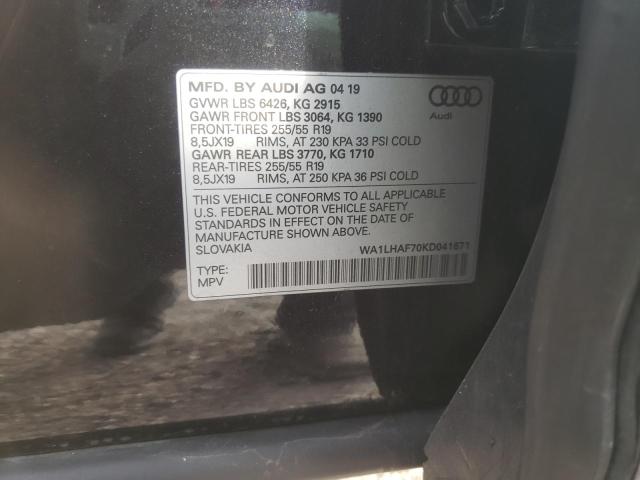 MFD. BY AUDI AG 04 19
GVWR LBS 6426, KG 2915
GAWR FRONT LBS 3064, KG 1390
FRONT-TIRES 255/55 R19
8,5JX19 RIMS, AT 230 KPA 33 PSI COLD
GAWR REAR LBS 3770, KG 1710
REAR-TIRES 255/55 R19
8,5JX19 RIMS, AT 250 KPA 36 PSI COLD
Audi
THIS VEHICLE CONFORMS TO ALL APPLICABLE
U.S. FEDERAL MOTOR VEHICLE SAFETY
STANDARDS IN EFFECT ON THE DATE OF
MANUFACTURE SHOWN ABOVE.
SLOVAKIA WA1LHAF70KD041671
TYPE:
MPV